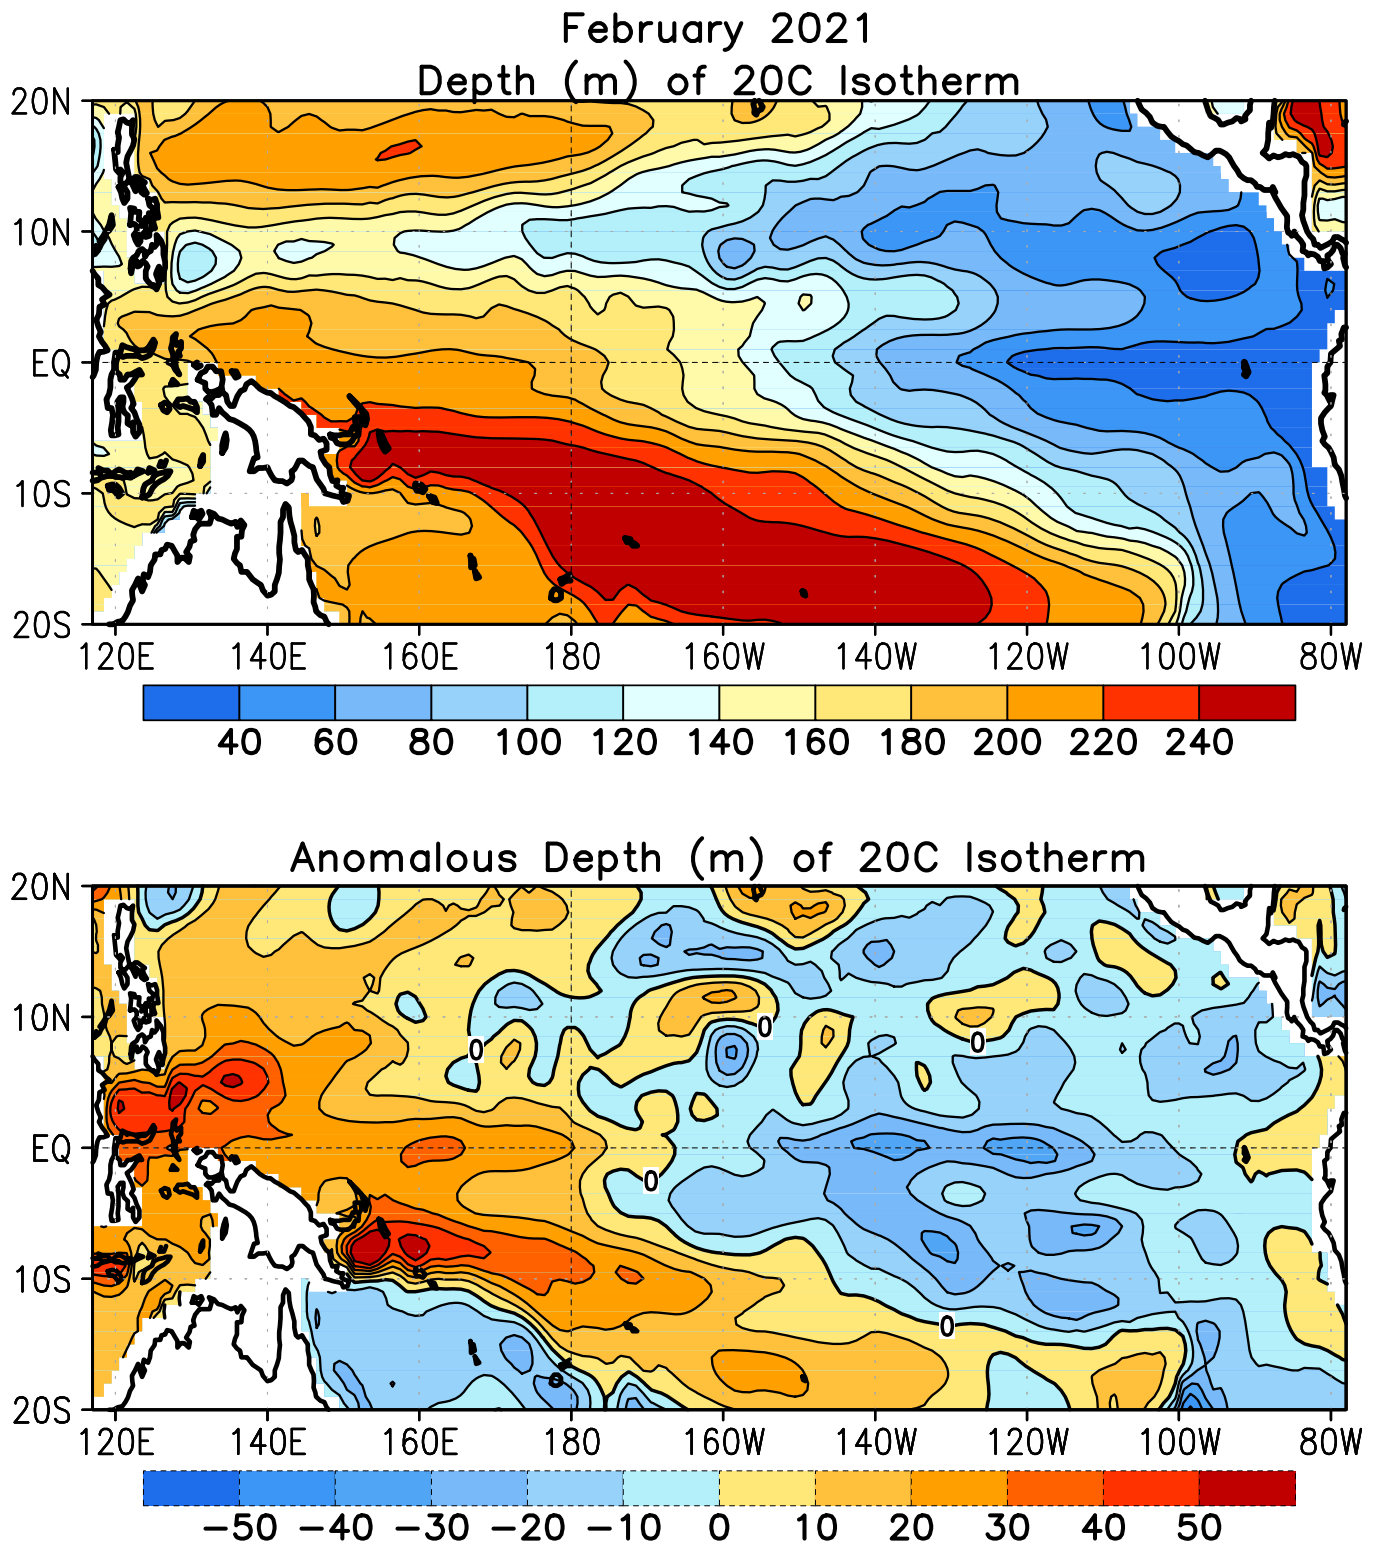 February 2021
Depth (m) of 20C Isotherm
20N
10N
EQ
10S
20S
120E 140E 160E 180 160W 140W 120W 100W 80W
40 60 80 100 120 140 160 180 200 220 240
Anomalous Depth (m) of 20C Isotherm
20N
0
0
0
10N
EQ
0
10S
0
20S
120E 140E 160E 180 160W 140W 120W 100W 80W
-50 -40 -30 -20 -10 0 10 20 30 40 50